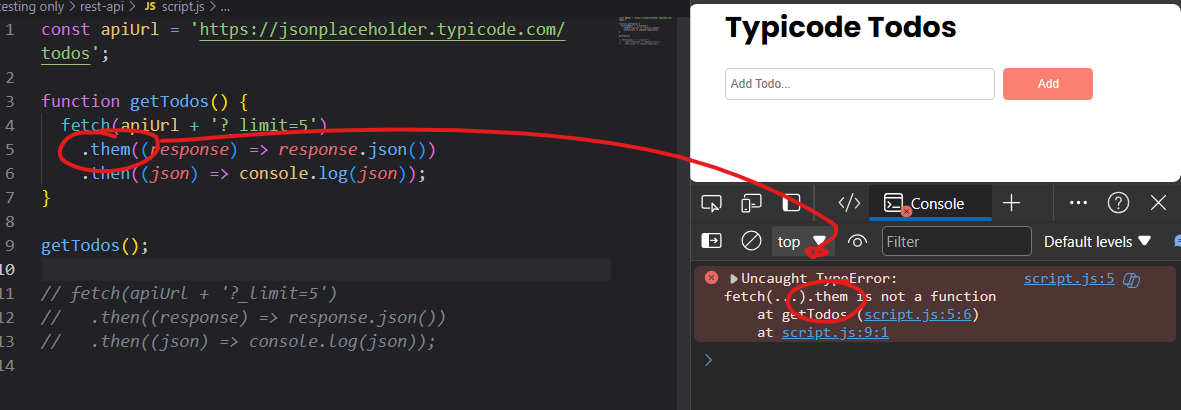 testing only > rest-api > JS script.js > ...
1 const apiUrl = 'https://jsonplaceholder.typicode.com/
todos';
2
3 function getTodos() {
4 fetch(apiUrl + '?_limit=5')
5 .them((response) => response.json())
6 .then((json) => console.log(json));
7 }
8
9 getTodos();
10
11 // fetch(apiUrl + '?_limit=5')
12 // .then((response) => response.json())
13 // .then((json) => console.log(json));
14
Typicode Todos
Add Todo... Add
Console
top Filter Default levels
Uncaught TypeError: script.js:5
fetch(...).them is not a function
at getTodos (script.js:5:6)
at script.js:9:1